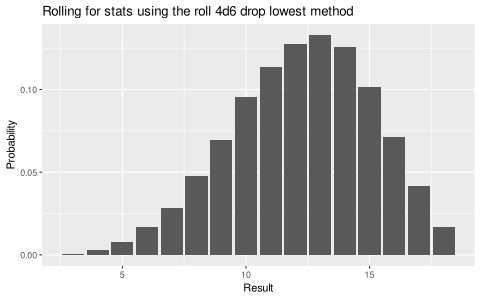 Rolling for stats using the roll 4d6 drop lowest method
Probability
0.10
0.05
0.00
5 10 15
Result